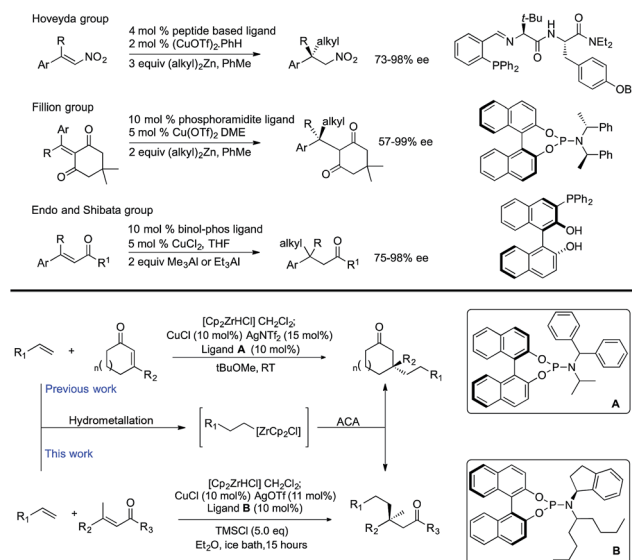 Hoveyda group
R
Ar
NO2
4 mol % peptide based ligand
2 mol % (CuOTf)2.PhH
3 equiv (alkyl)2Zn, PhMe
R alkyl
Ar
NO2
73-98% ee
t-Bu
H
N
N
NEt2
O
O
PPh2
Fillion group
Ar
O
R
O
10 mol % phosphoramidite ligand
5 mol % Cu(OTf)2 DME
2 equiv (alkyl)2Zn, PhMe
R alkyl
Ar
O
O
57-99% ee
O
P-N
O
Ph
Ph
Endo and Shibata group
R
O
Ar
R1
10 mol % binol-phos ligand
5 mol % CuCl2, THF
2 equiv Me3Al or Et3Al
alkyl R
O
Ar
R1
75-98% ee
PPh2
OH
OH
R1
+
O
n(
R2
[Cp2ZrHCl] CH2Cl2;
CuCl (10 mol%) AgNTf2 (15 mol%)
Ligand A (10 mol%)
tBuOMe, RT
O
n(
R2
R1
O
P-N
O
A
Previous work
Hydrometallation
R1
[ZrCp2Cl]
ACA
This work
R1
+
R2
O
R3
[Cp2ZrHCl] CH2Cl2;
CuCl (10 mol%) AgOTf (11 mol%)
Ligand B (10 mol%)
TMSCl (5.0 eq)
Et2O, ice bath,15 hours
R1
R2
O
R3
O
P-N
O
B